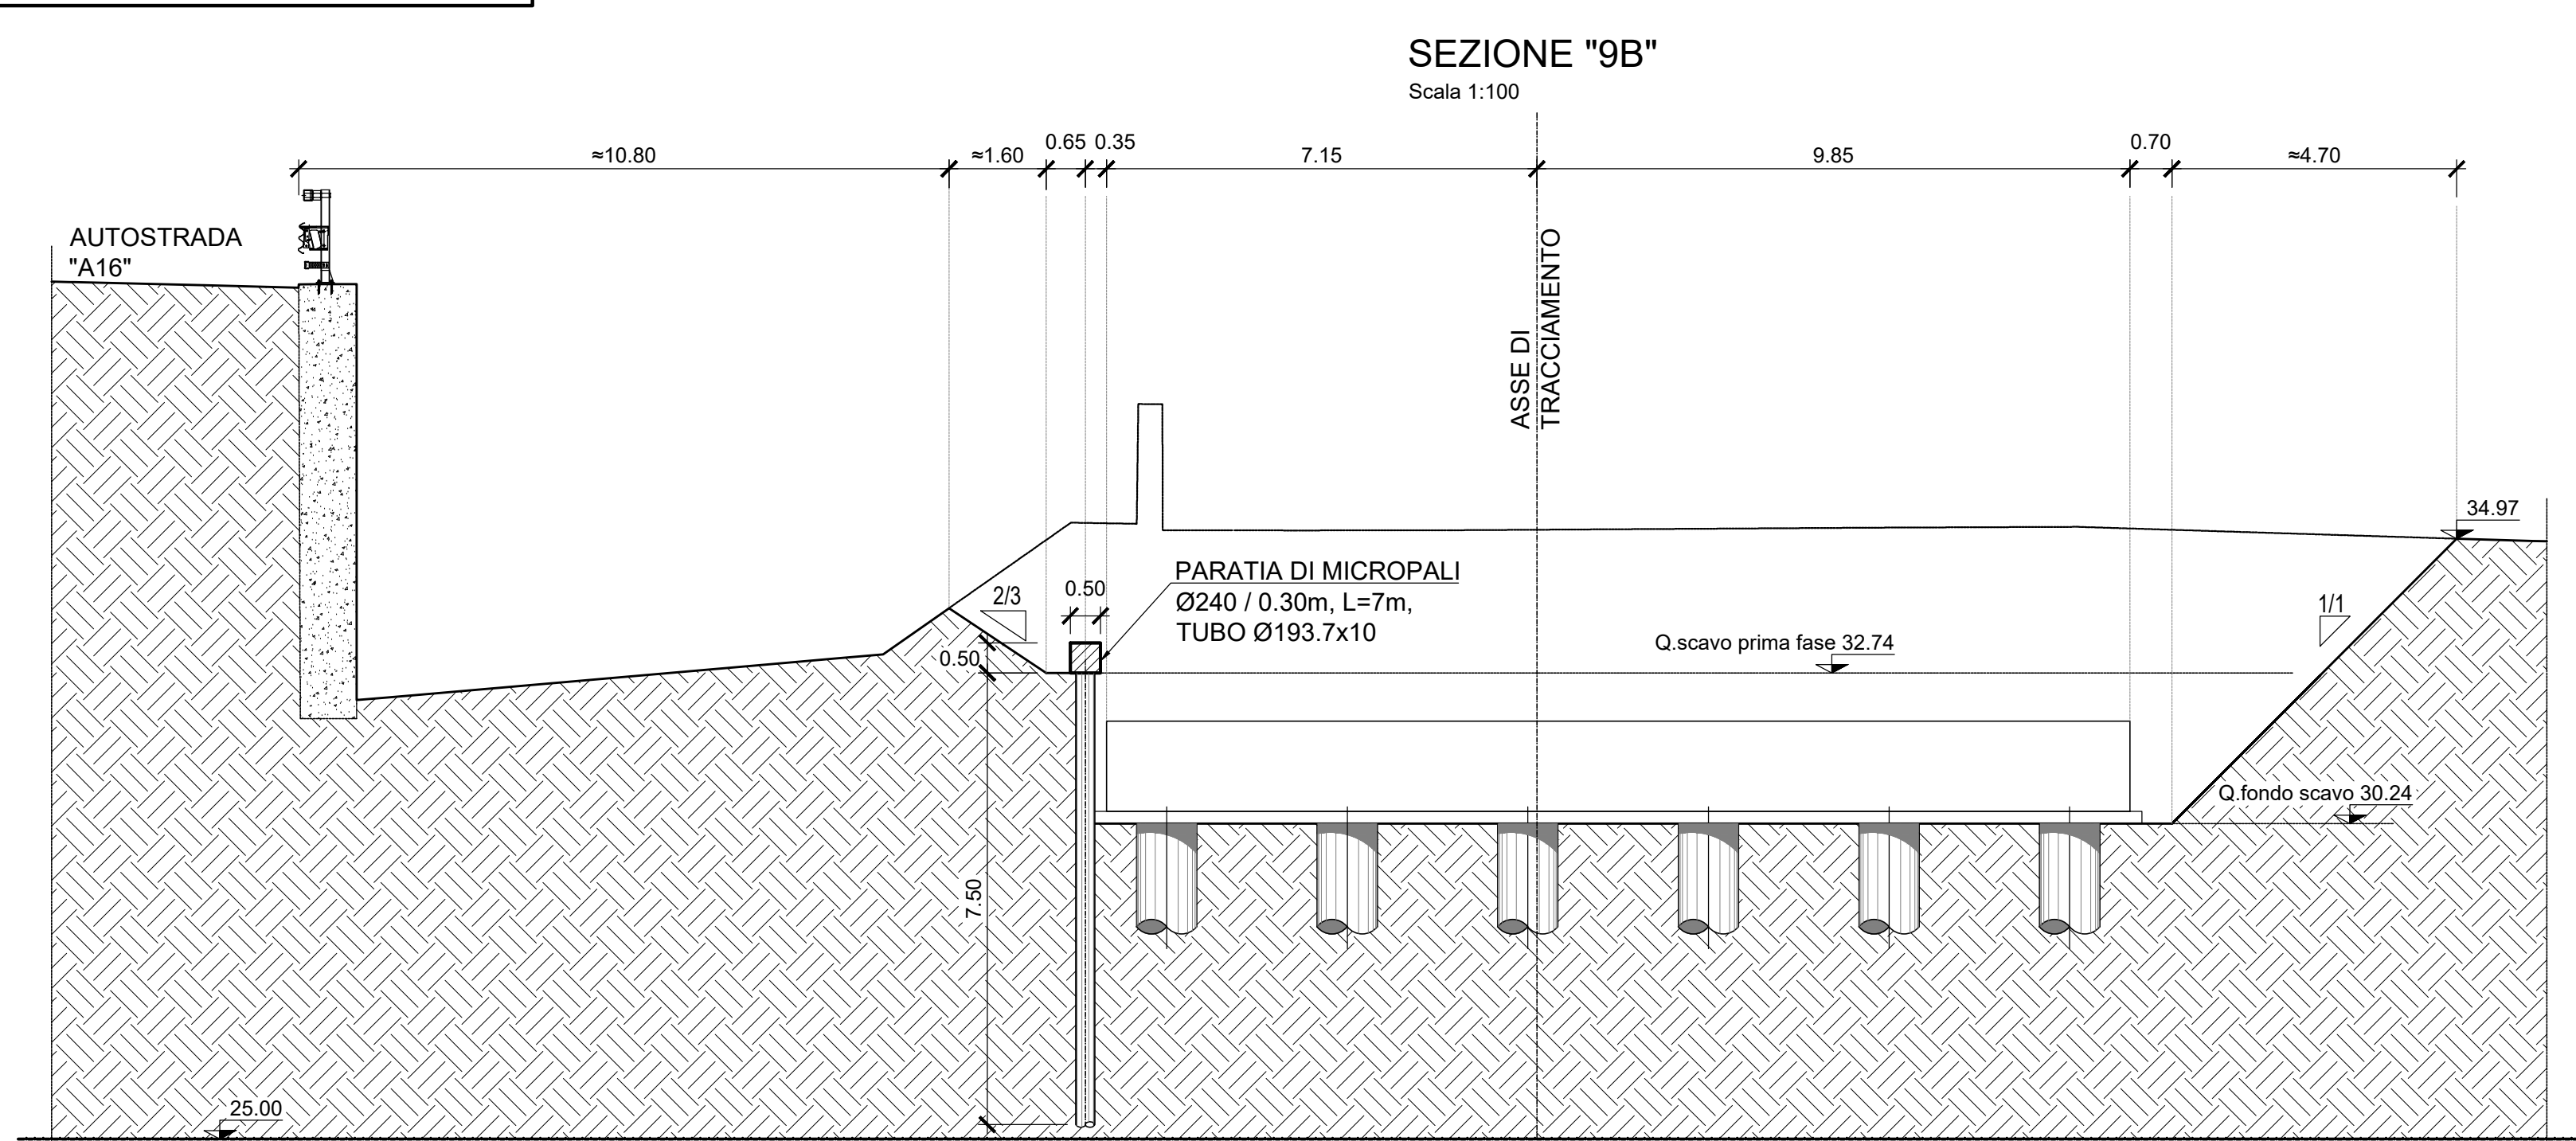 SEZIONE "9B"
Scala 1:100
≈10.80
≈1.60
0.65
0.35
7.15
9.85
0.70
≈4.70
AUTOSTRADA
"A16"
ASSE DI
TRACCIAMENTO
34.97
PARATIA DI MICROPALI
Ø240 / 0.30m, L=7m,
TUBO Ø193.7x10
0.50
2/3
1/1
Q.scavo prima fase 32.74
0.50
Q.fondo scavo 30.24
7.50
25.00